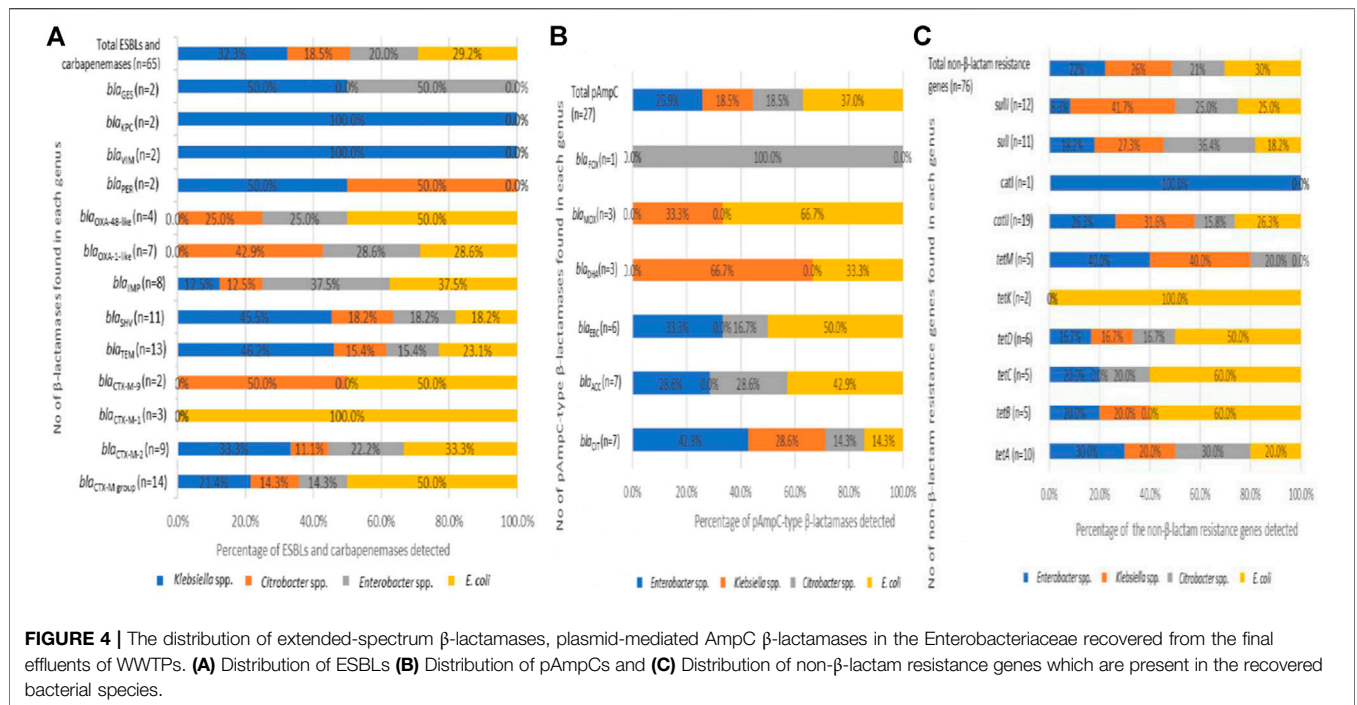 A
No of β-lactamases found in each genus
Total ESBLs and
carbapenemases (n=65)
32.3% 18.5% 20.0% 29.2%
blaGES (n=2)
50.0% 0.0% 50.0% 0.0%
blaKPC (n=2)
100.0% 0.0%
blaVIM (n=2)
100.0% 0.0%
blaPER (n=2)
50.0% 50.0% 0.0%
blaOXA-48-like (n=4)
0.0% 25.0% 25.0% 50.0%
blaOXA-1-like (n=7)
0.0% 42.9% 28.6% 28.6%
blaIMP (n=8)
12.5% 12.5% 37.5% 37.5%
blaSHV (n=11)
45.5% 18.2% 18.2% 18.2%
blaTEM (n=13)
46.2% 15.4% 15.4% 23.1%
blaCTX-M-9 (n=2)
0% 50.0% 0.0% 50.0%
blaCTX-M-1 (n=3)
0% 100.0%
blaCTX-M-2 (n=9)
33.3% 11.1% 22.2% 33.3%
blaCTX-M group (n=14)
21.4% 14.3% 14.3% 50.0%
0.0% 20.0% 40.0% 60.0% 80.0% 100.0%
Percentage of ESBLs and carbapenemases detected
Klebsiella spp. Citrobacter spp. Enterobacter spp. E. coli
B
No of pAmpC-type β-lactamases found in each genus
Total pAmpC
(n=27)
25.9% 18.5% 18.5% 37.0%
blaFOX (n=1)
0.0% 100.0% 0.0%
blaMOX (n=3)
0.0% 33.3% 0.0% 66.7%
blaDHA (n=3)
0.0% 66.7% 0.0% 33.3%
blaEBC (n=6)
33.3% 0.0% 16.7% 50.0%
blaACC (n=7)
28.6% 0.0% 28.6% 42.9%
blaCIT (n=7)
42.9% 28.6% 14.3% 14.3%
0.0% 20.0% 40.0% 60.0% 80.0% 100.0%
Percentage of pAmpC-type β-lactamases detected
Enterobacter spp. Klebsiella spp. Citrobacter spp. E. coli
C
No of non-β-lactam resistance genes found in each genus
Total non-β-lactam resistance
genes (n=76)
22% 26% 21% 30%
sulII (n=12)
8.3% 41.7% 25.0% 25.0%
sulI (n=11)
18.2% 27.3% 36.4% 18.2%
catI (n=1)
100.0% 0.0%
catII (n=19)
26.3% 31.6% 15.8% 26.3%
tetM (n=5)
40.0% 40.0% 20.0% 0.0%
tetK (n=2)
0% 100.0%
tetD (n=6)
16.7% 16.7% 16.7% 50.0%
tetC (n=5)
20.0% 0.0% 20.0% 60.0%
tetB (n=5)
20.0% 20.0% 0.0% 60.0%
tetA (n=10)
30.0% 20.0% 30.0% 20.0%
0.0% 20.0% 40.0% 60.0% 80.0% 100.0%
Percentage of the non-β-lactam resistance genes detected
Enterobacter spp. Klebsiella spp. Citrobacter spp. E. coli
FIGURE 4 | The distribution of extended-spectrum β-lactamases, plasmid-mediated AmpC β-lactamases in the Enterobacteriaceae recovered from the final
effluents of WWTPs. (A) Distribution of ESBLs (B) Distribution of pAmpCs and (C) Distribution of non-β-lactam resistance genes which are present in the recovered
bacterial species.